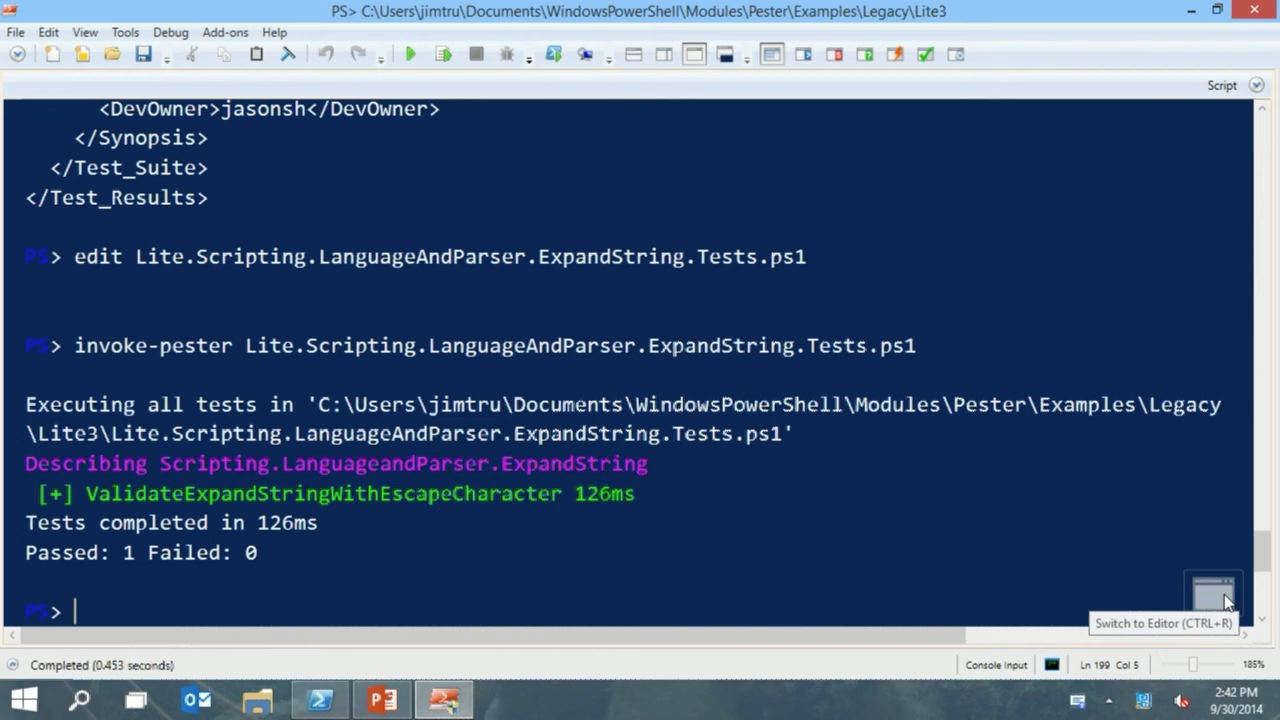 PS> C:\Users\jimtru\Documents\WindowsPowerShell\Modules\Pester\Examples\Legacy\Lite3
File Edit View Tools Debug Add-ons Help
Script
<DevOwner>jasonsh</DevOwner>
</Synopsis>
</Test_Suite>
</Test_Results>
PS> edit Lite.Scripting.LanguageAndParser.ExpandString.Tests.ps1
PS> invoke-pester Lite.Scripting.LanguageAndParser.ExpandString.Tests.ps1
Executing all tests in 'C:\Users\jimtru\Documents\WindowsPowerShell\Modules\Pester\Examples\Legacy
\Lite3\Lite.Scripting.LanguageAndParser.ExpandString.Tests.ps1'
Describing Scripting.LanguageandParser.ExpandString
[+] ValidateExpandStringWithEscapeCharacter 126ms
Tests completed in 126ms
Passed: 1 Failed: 0
PS>
Switch to Editor (CTRL+R)
Completed (0.453 seconds) Console Input Ln 199 Col 5 185%
2:42 PM
9/30/2014